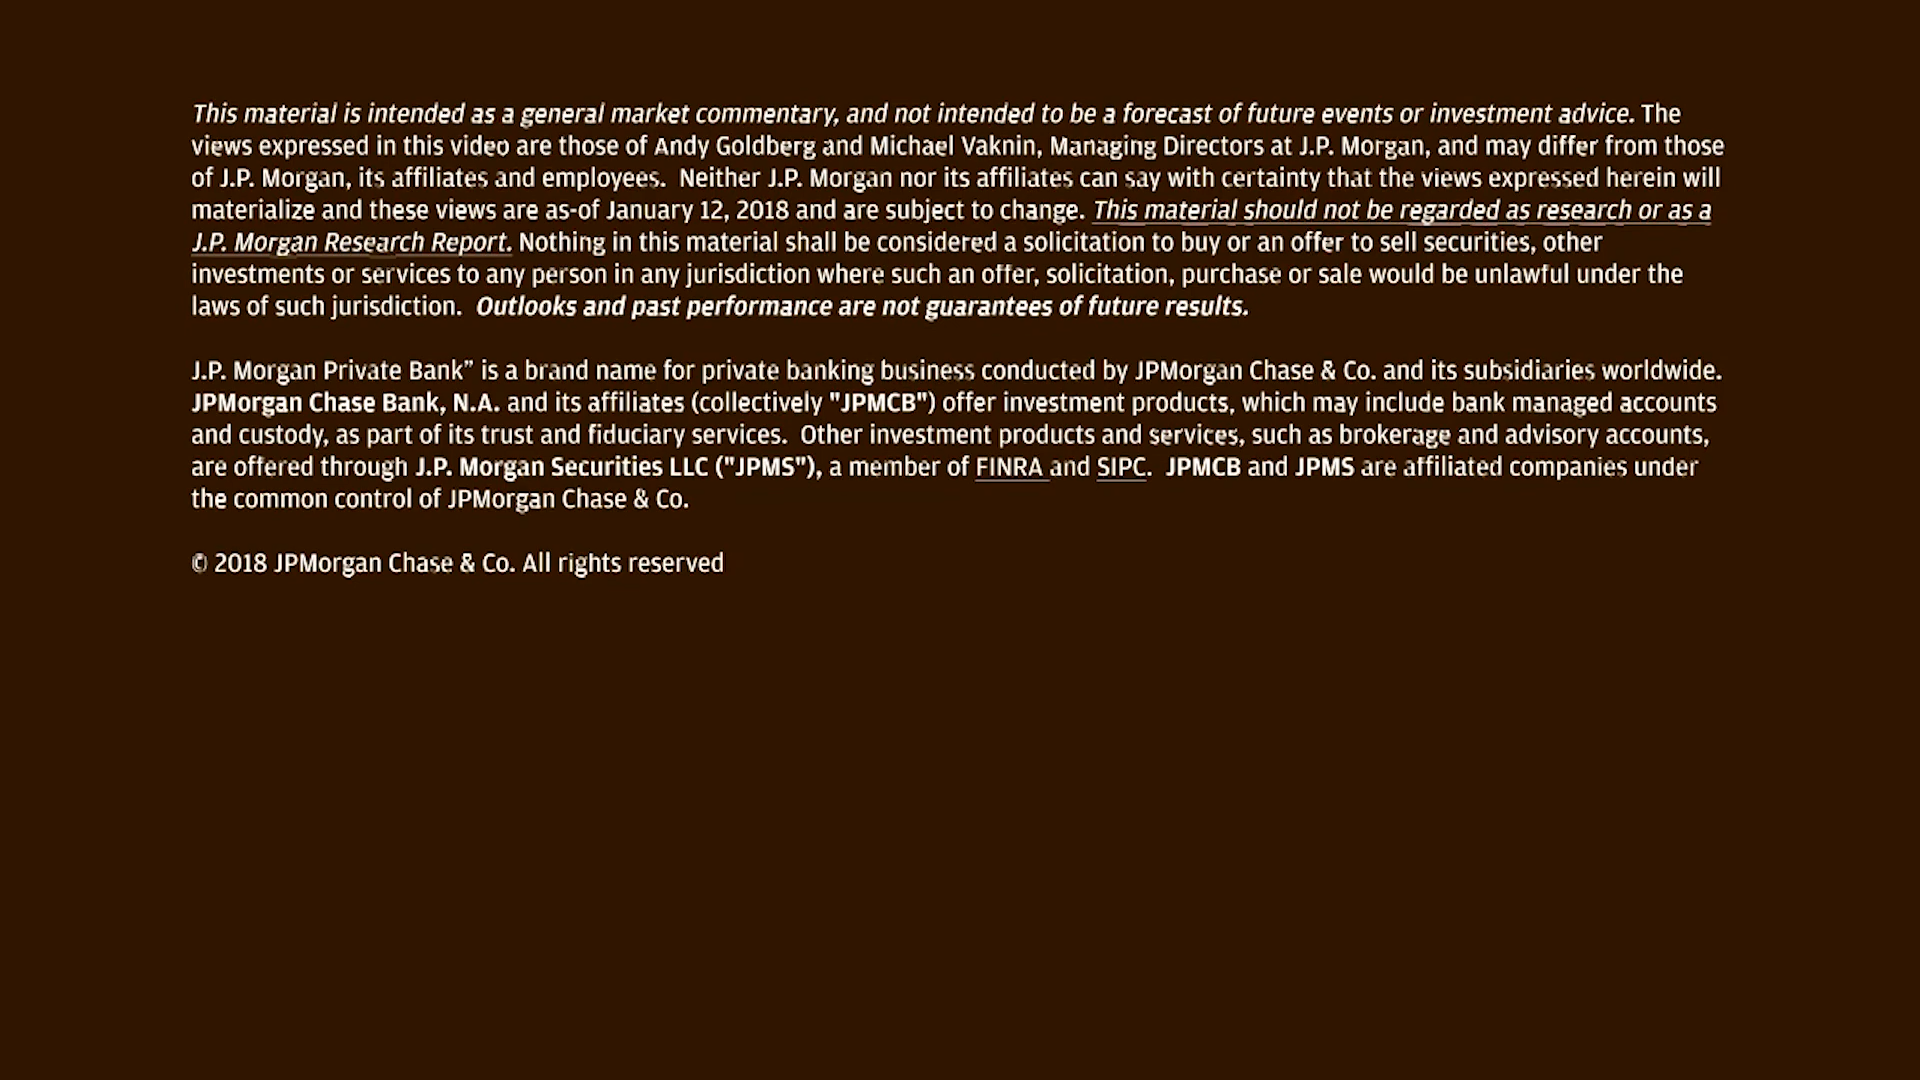 This material is intended as a general market commentary, and not intended to be a forecast of future events or investment advice. The
views expressed in this video are those of Andy Goldberg and Michael Vaknin, Managing Directors at J.P. Morgan, and may differ from those
of J.P. Morgan, its affiliates and employees.  Neither J.P. Morgan nor its affiliates can say with certainty that the views expressed herein will
materialize and these views are as-of January 12, 2018 and are subject to change. This material should not be regarded as research or as a
J.P. Morgan Research Report. Nothing in this material shall be considered a solicitation to buy or an offer to sell securities, other
investments or services to any person in any jurisdiction where such an offer, solicitation, purchase or sale would be unlawful under the
laws of such jurisdiction.  Outlooks and past performance are not guarantees of future results.
J.P. Morgan Private Bank” is a brand name for private banking business conducted by JPMorgan Chase & Co. and its subsidiaries worldwide.
JPMorgan Chase Bank, N.A. and its affiliates (collectively "JPMCB") offer investment products, which may include bank managed accounts
and custody, as part of its trust and fiduciary services.  Other investment products and services, such as brokerage and advisory accounts,
are offered through J.P. Morgan Securities LLC ("JPMS"), a member of FINRA and SIPC.  JPMCB and JPMS are affiliated companies under
the common control of JPMorgan Chase & Co.
© 2018 JPMorgan Chase & Co. All rights reserved